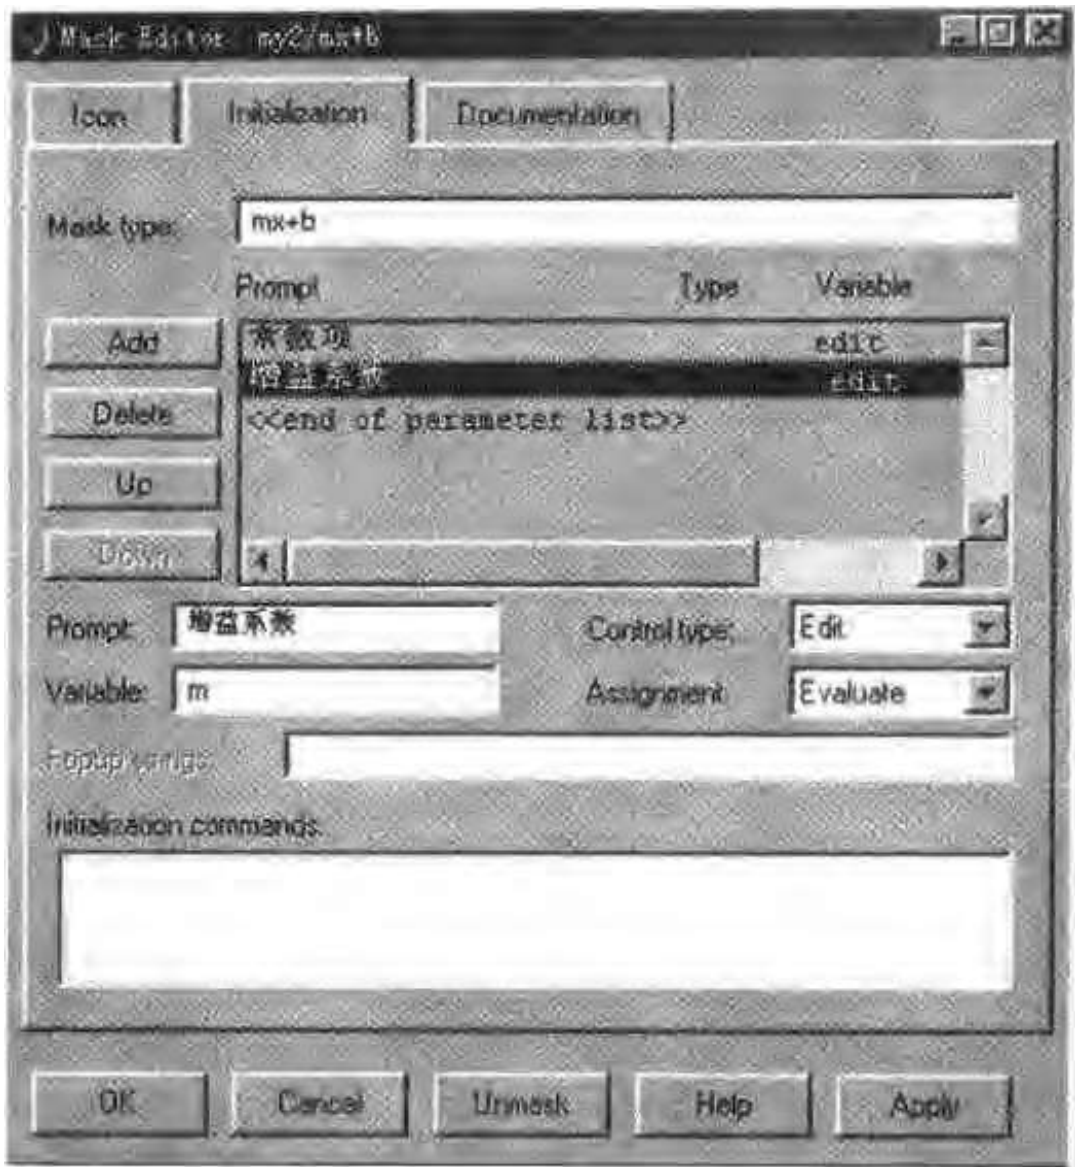 Mask Editor: my2/mx+b
Icon Initialization Documentation
Mask type: mx+b
Prompt Type Variable
Add 常数项 edit
增益系数 edit
Delete <<end of parameter list>>
Up
Down
Prompt: 增益系数 Control type: Edit
Variable: m Assignment: Evaluate
Popup strings:
Initialization commands:
OK Cancel Unmask Help Apply